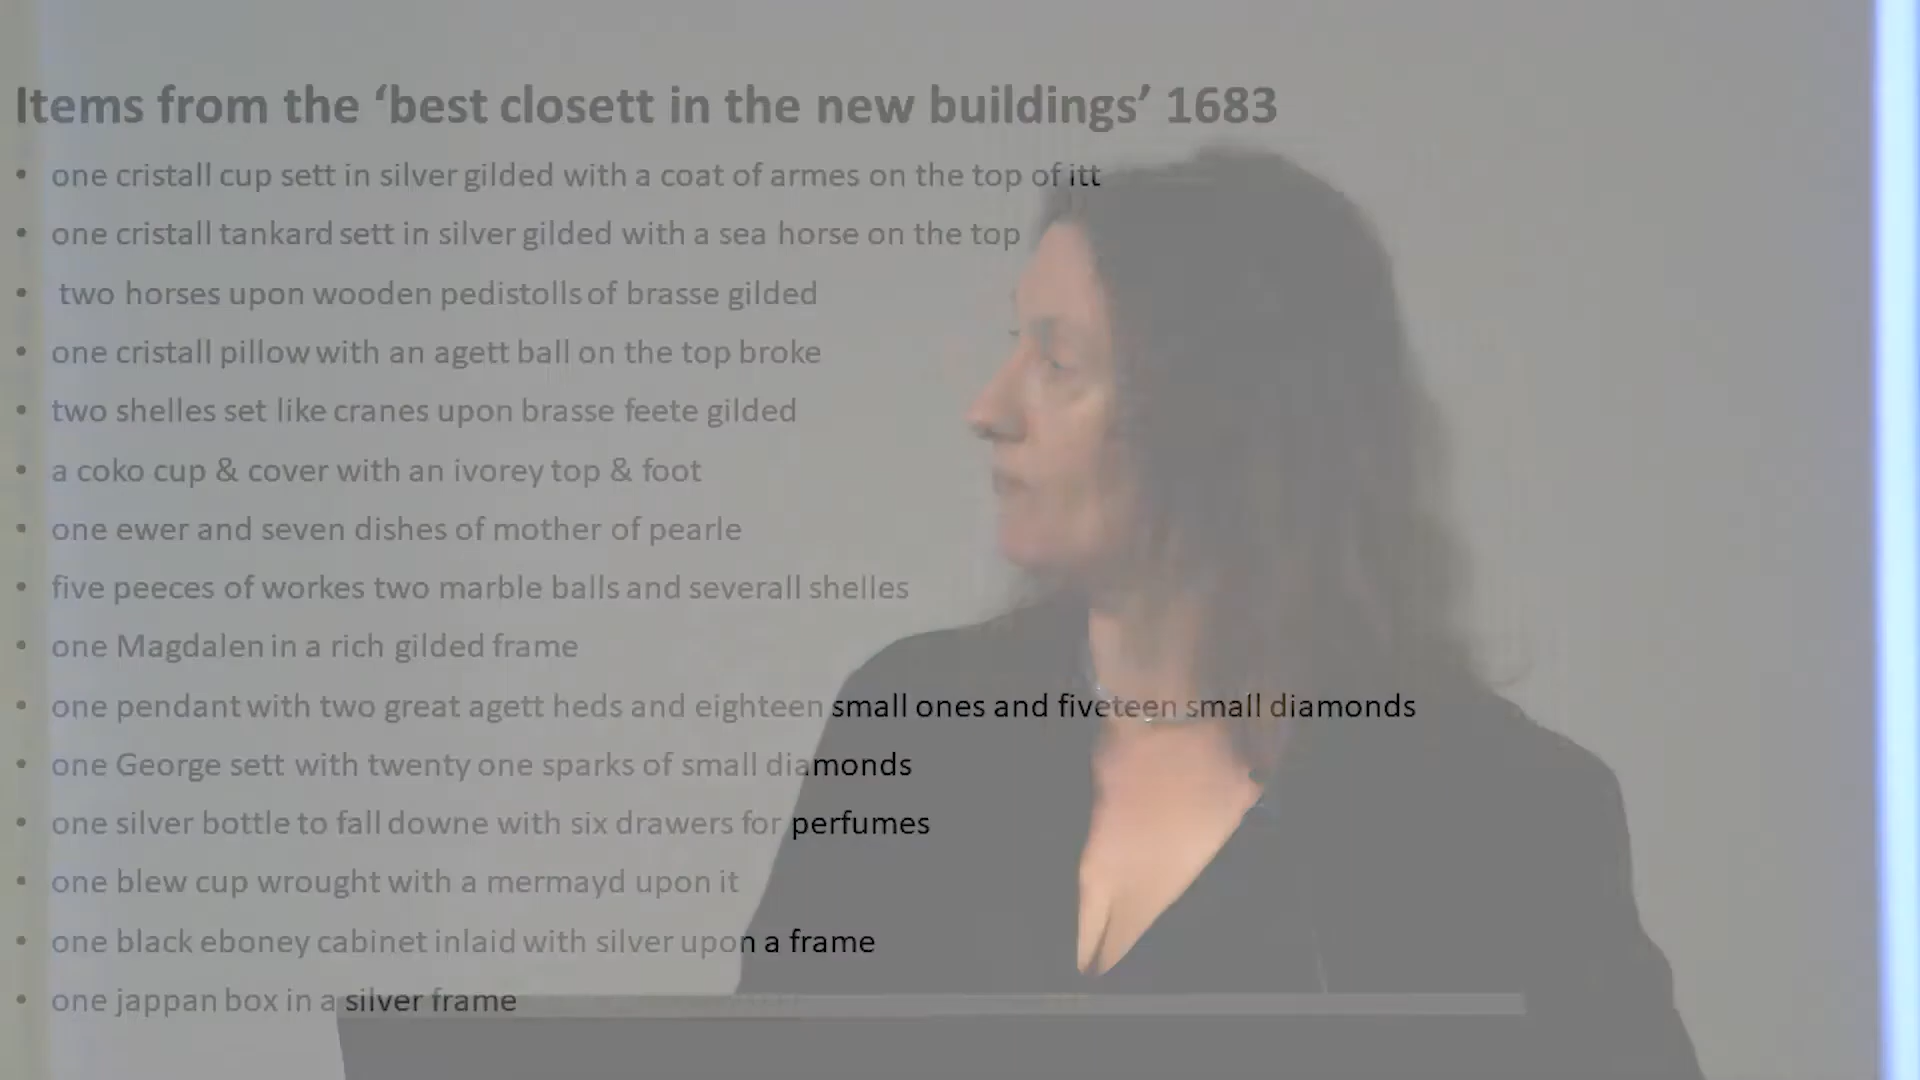 Items from the ‘best closett in the new buildings’ 1683
• one cristall cup sett in silver gilded with a coat of armes on the top of itt
• one cristall tankard sett in silver gilded with a sea horse on the top
• two horses upon wooden pedistolls of brasse gilded
• one cristall pillow with an agett ball on the top broke
• two shelles set like cranes upon brasse feete gilded
• a coko cup & cover with an ivorey top & foot
• one ewer and seven dishes of mother of pearle
• five peeces of workes two marble balls and severall shelles
• one Magdalen in a rich gilded frame
• one pendant with two great agett heds and eighteen small ones and fiveteen small diamonds
• one George sett with twenty one sparks of small diamonds
• one silver bottle to fall downe with six drawers for perfumes
• one blew cup wrought with a mermayd upon it
• one black eboney cabinet inlaid with silver upon a frame
• one jappan box in a silver frame